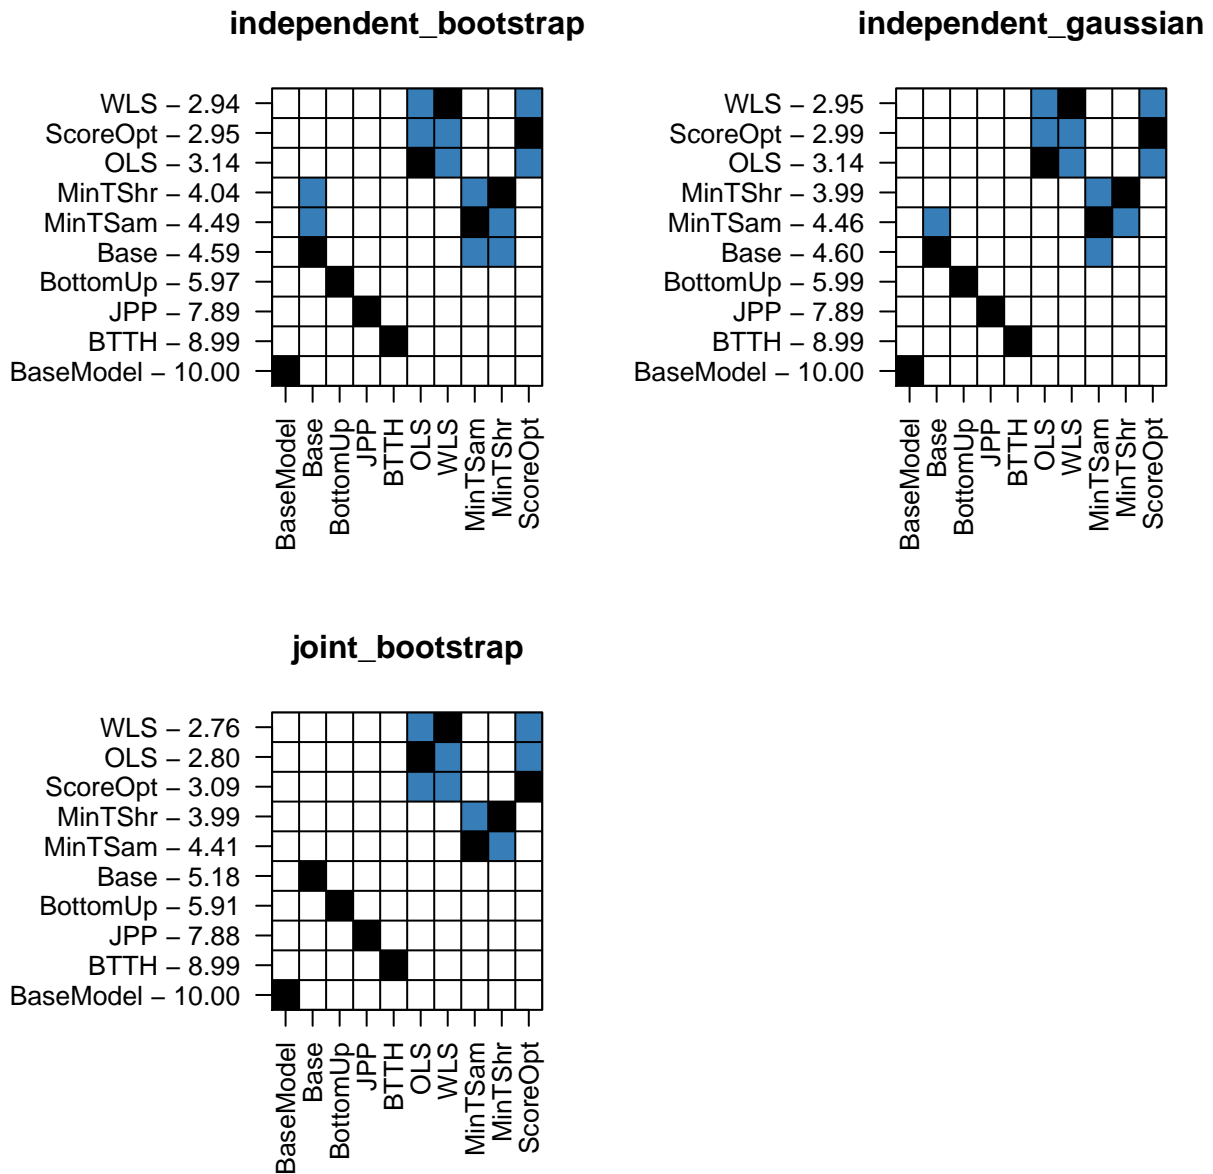 independent_bootstrap
WLS – 2.94
ScoreOpt – 2.95
OLS – 3.14
MinTShr – 4.04
MinTSam – 4.49
Base – 4.59
BottomUp – 5.97
JPP – 7.89
BTTH – 8.99
BaseModel – 10.00
BaseModel
Base
BottomUp
JPP
BTTH
OLS
WLS
MinTSam
MinTShr
ScoreOpt
independent_gaussian
WLS – 2.95
ScoreOpt – 2.99
OLS – 3.14
MinTShr – 3.99
MinTSam – 4.46
Base – 4.60
BottomUp – 5.99
JPP – 7.89
BTTH – 8.99
BaseModel – 10.00
BaseModel
Base
BottomUp
JPP
BTTH
OLS
WLS
MinTSam
MinTShr
ScoreOpt
joint_bootstrap
WLS – 2.76
OLS – 2.80
ScoreOpt – 3.09
MinTShr – 3.99
MinTSam – 4.41
Base – 5.18
BottomUp – 5.91
JPP – 7.88
BTTH – 8.99
BaseModel – 10.00
BaseModel
Base
BottomUp
JPP
BTTH
OLS
WLS
MinTSam
MinTShr
ScoreOpt